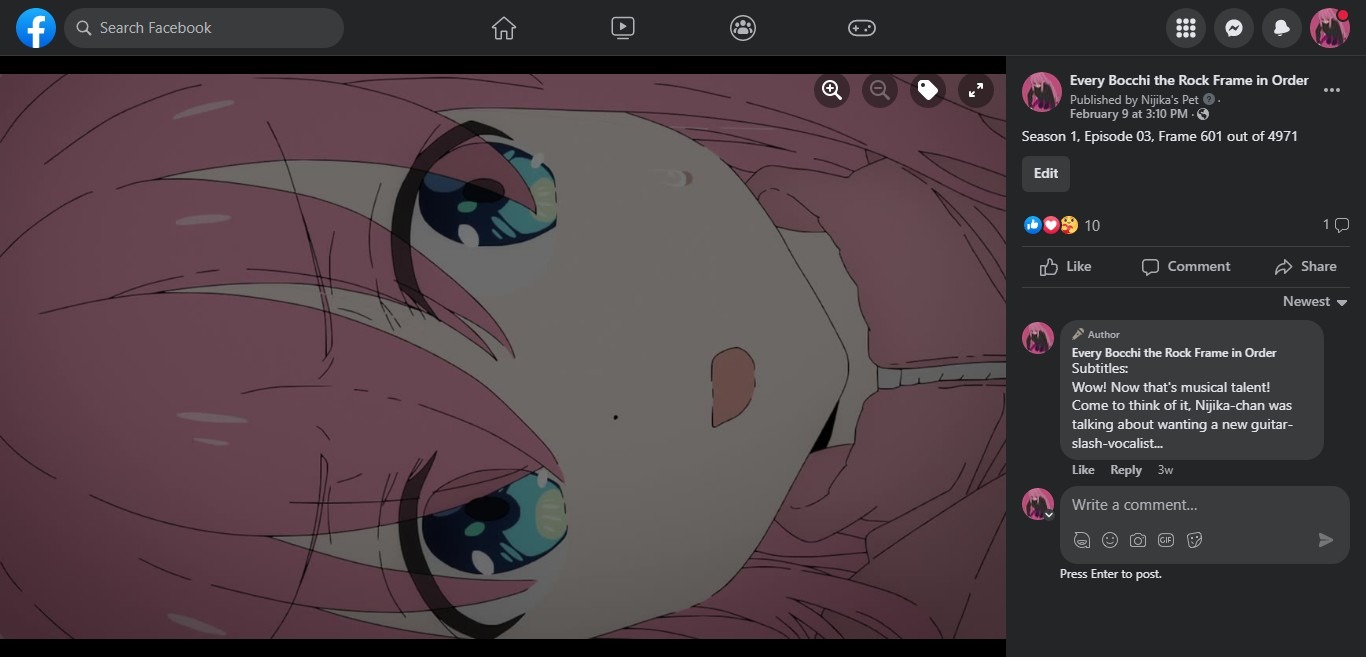 Search Facebook
Every Bocchi the Rock Frame in Order
Published by Nijika's Pet ? ·
February 9 at 3:10 PM ·
Season 1, Episode 03, Frame 601 out of 4971
Edit
10
1
Like
Comment
Share
Newest
Author
Every Bocchi the Rock Frame in Order
Subtitles:
Wow! Now that's musical talent!
Come to think of it, Nijika-chan was
talking about wanting a new guitar-
slash-vocalist...
Like Reply 3w
Write a comment...
GIF
Press Enter to post.